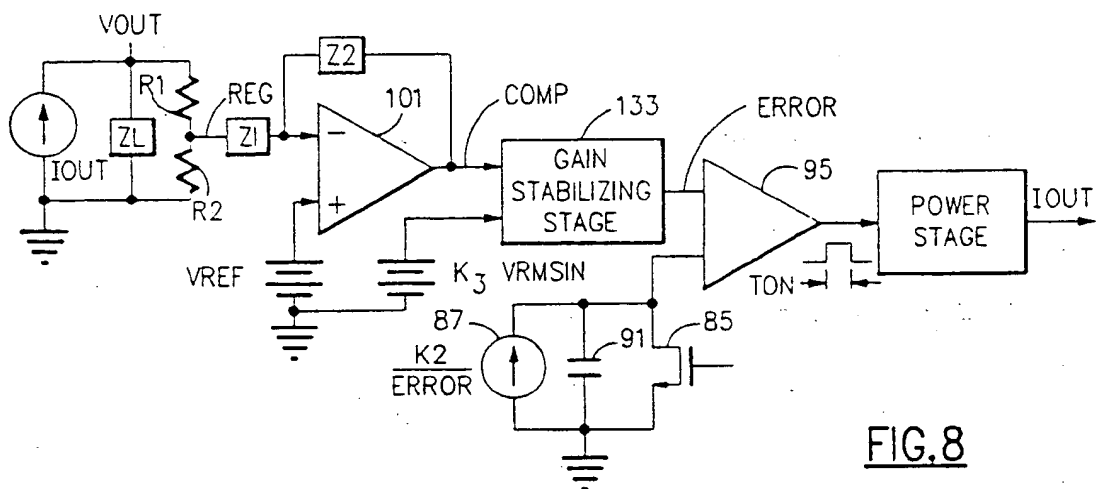 VOUT
R1
REG
Z1
Z2
101
COMP
133
ERROR
95
ZL
IOUT
R2
−
+
GAIN
STABILIZING
STAGE
POWER
STAGE
IOUT
VREF
K3 VRMSIN
TON
87
K2
ERROR
91
85
FIG.8